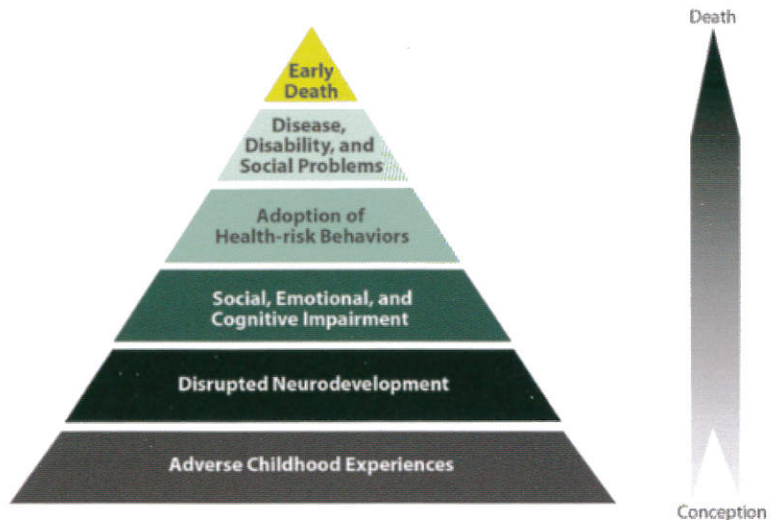 Death
Early
Death
Disease,
Disability, and
Social Problems
Adoption of
Health-risk Behaviors
Social, Emotional, and
Cognitive Impairment
Disrupted Neurodevelopment
Adverse Childhood Experiences
Conception